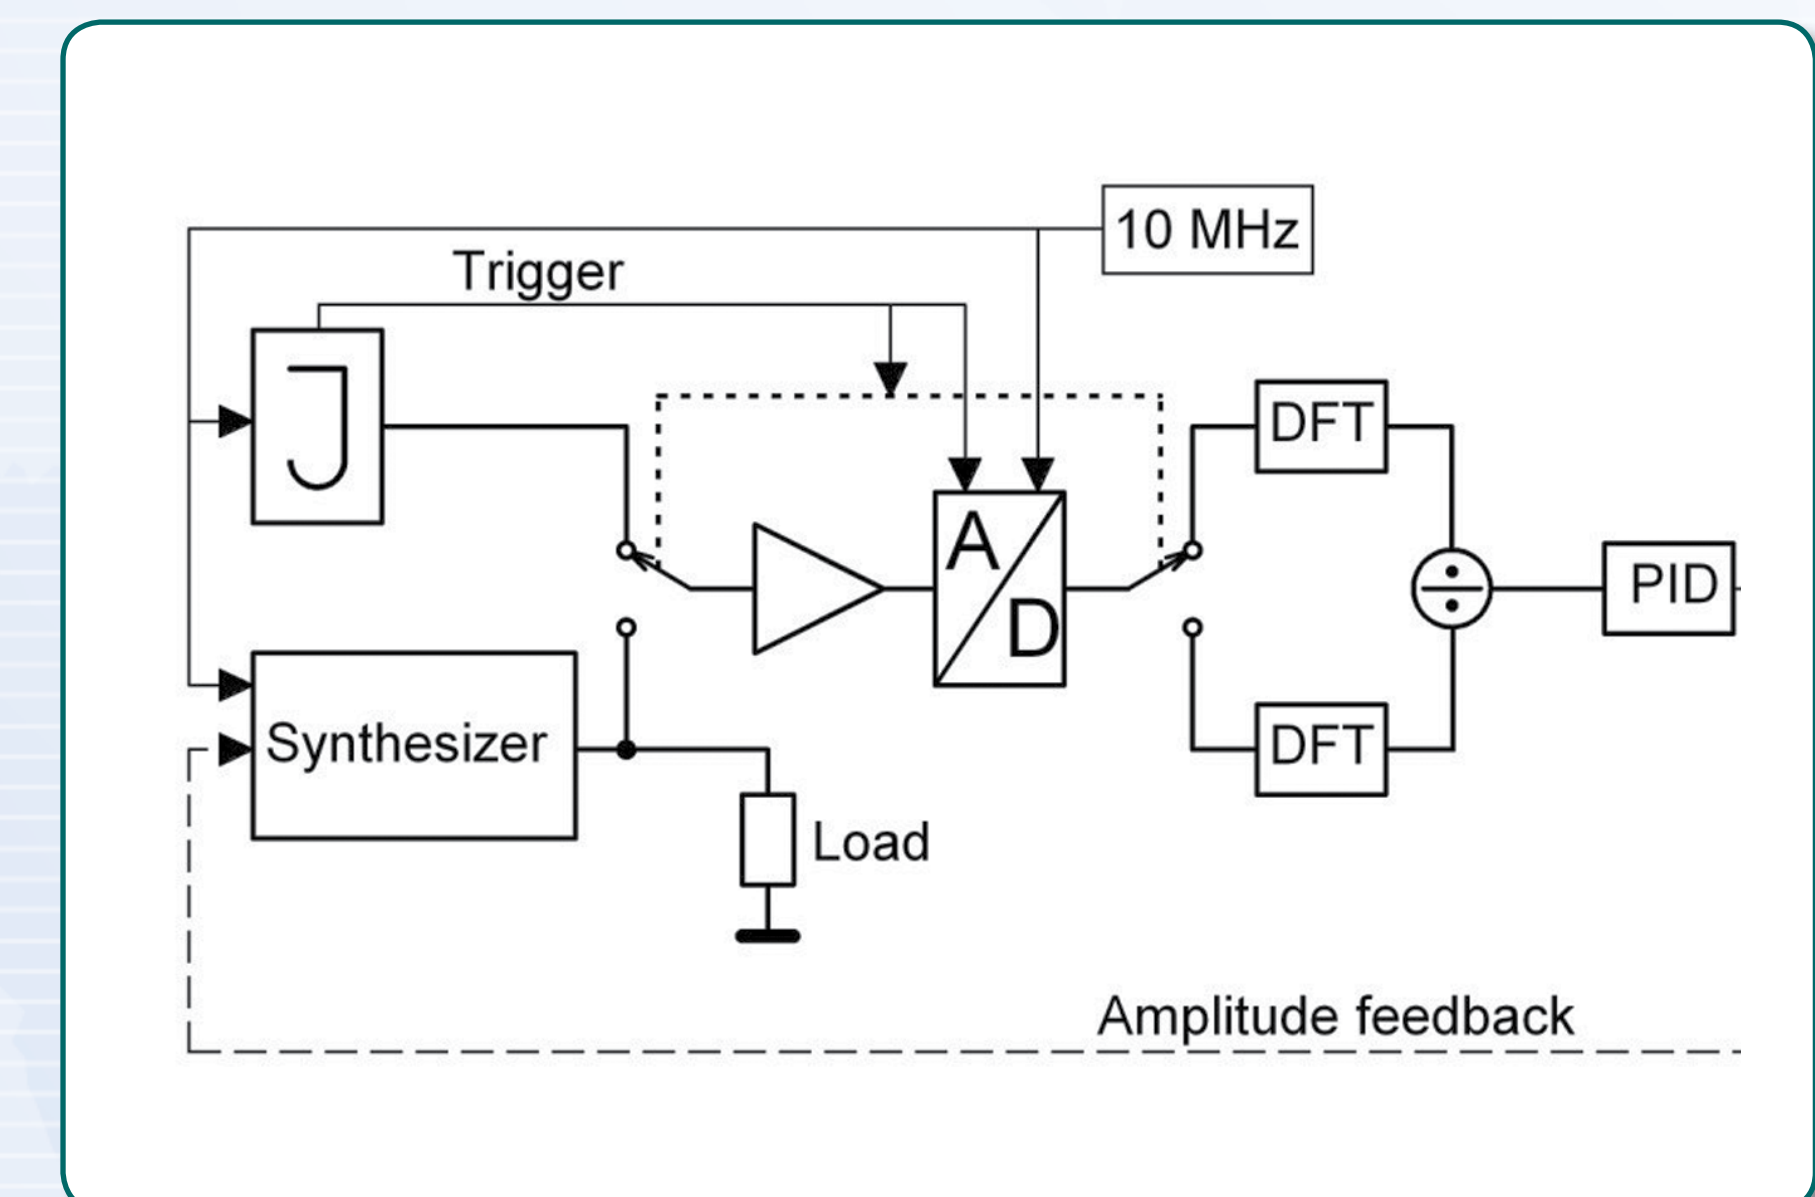 10 MHz
Trigger
J
DFT
A
D
PID
Synthesizer
DFT
Load
Amplitude feedback